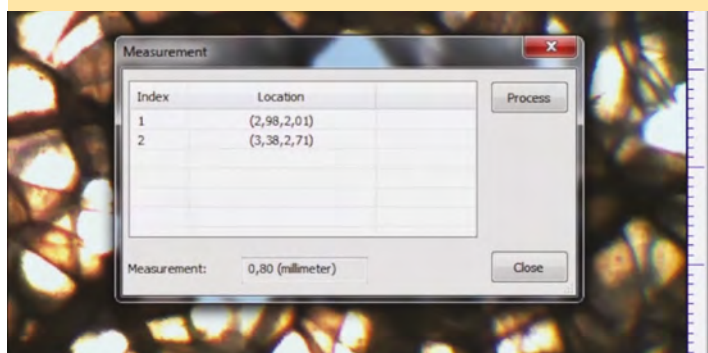 Measurement
Index Location
1 (2,98,2,01)
2 (3,38,2,71)
Process
Measurement: 0,80 (millimeter)
Close